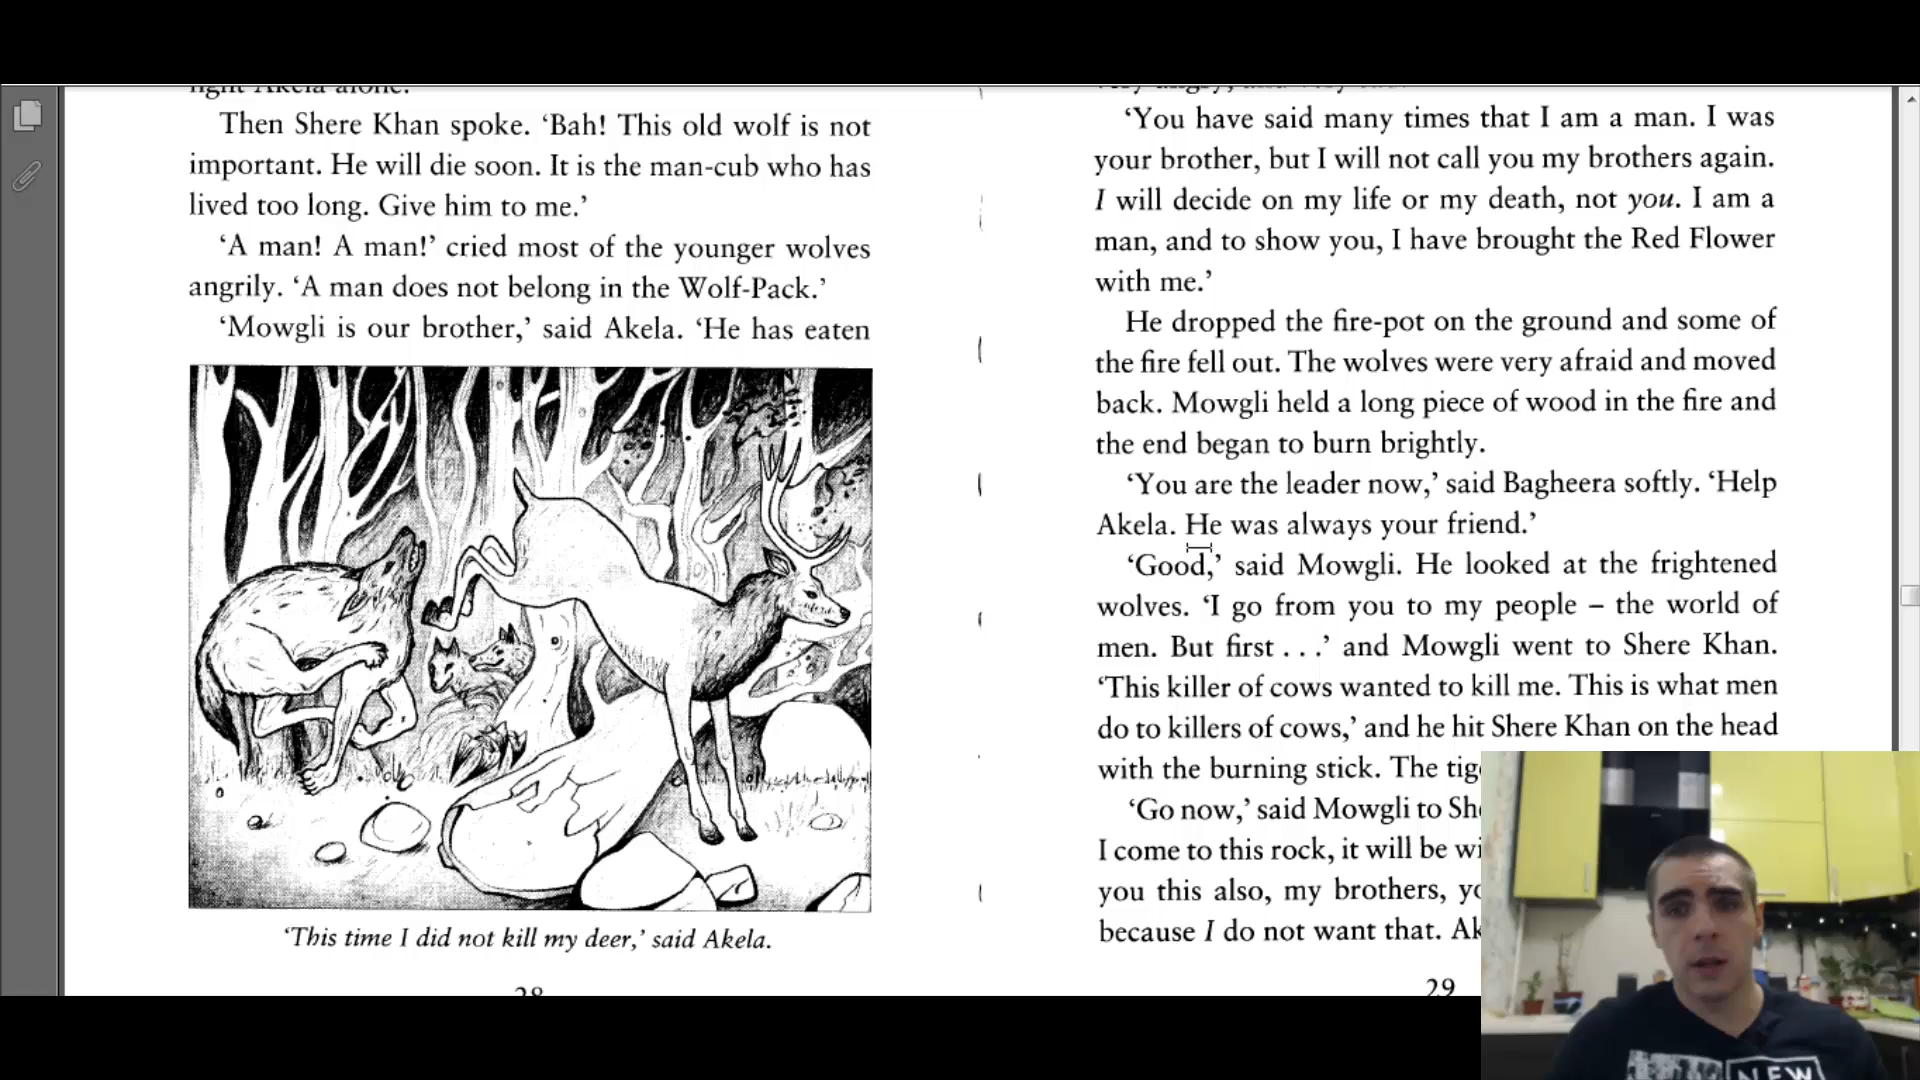 fight Akela alone.
Then Shere Khan spoke. ‘Bah! This old wolf is not
important. He will die soon. It is the man-cub who has
lived too long. Give him to me.’
‘A man! A man!’ cried most of the younger wolves
angrily. ‘A man does not belong in the Wolf-Pack.’
‘Mowgli is our brother,’ said Akela. ‘He has eaten
‘This time I did not kill my deer,’ said Akela.
28
‘You have said many times that I am a man. I was
your brother, but I will not call you my brothers again.
I will decide on my life or my death, not you. I am a
man, and to show you, I have brought the Red Flower
with me.’
He dropped the fire-pot on the ground and some of
the fire fell out. The wolves were very afraid and moved
back. Mowgli held a long piece of wood in the fire and
the end began to burn brightly.
‘You are the leader now,’ said Bagheera softly. ‘Help
Akela. He was always your friend.’
‘Good,’ said Mowgli. He looked at the frightened
wolves. ‘I go from you to my people – the world of
men. But first . . .’ and Mowgli went to Shere Khan.
‘This killer of cows wanted to kill me. This is what men
do to killers of cows,’ and he hit Shere Khan on the head
with the burning stick. The tig
‘Go now,’ said Mowgli to Sh
I come to this rock, it will be wi
you this also, my brothers, yo
because I do not want that. Ak
29
NEW